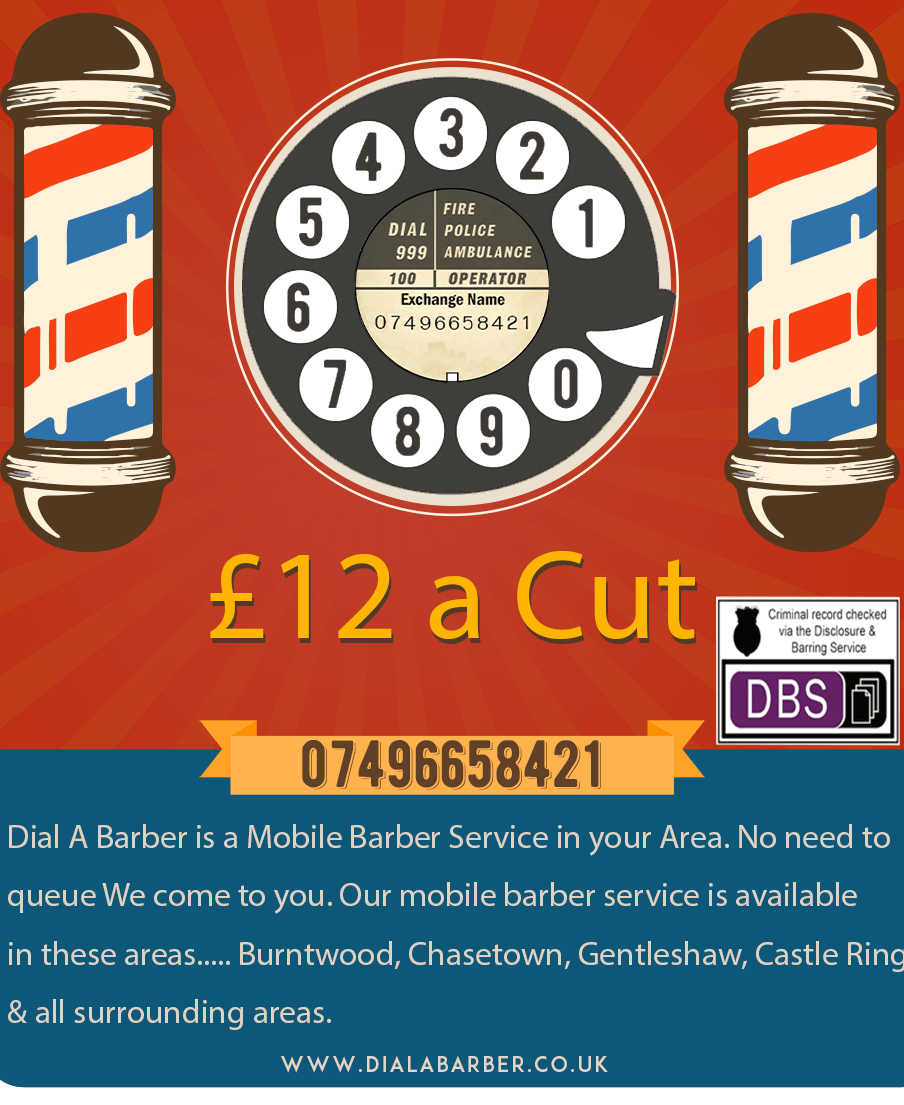 3
4
2
5
1
6
7
0
8
9
DIAL
999
FIRE
POLICE
AMBULANCE
100 | OPERATOR
Exchange Name
07496658421
£12 a Cut
Criminal record checked
via the Disclosure &
Barring Service
DBS
07496658421
Dial A Barber is a Mobile Barber Service in your Area. No need to
queue We come to you. Our mobile barber service is available
in these areas..... Burntwood, Chasetown, Gentleshaw, Castle Ring
& all surrounding areas.
WWW.DIALABARBER.CO.UK